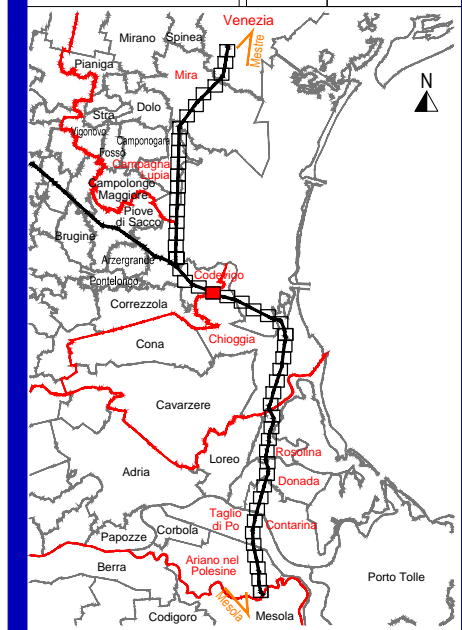 Venezia
Mirano
Spinea
Mestre
N
Pianiga
Mira
Dolo
Stra
Vigonovo
Camponogara
Fossò
Campagna
Lupia
Campolongo
Maggiore
Piove
di Sacco
Brugine
Arzergrande
Pontelongo
Codevigo
Correzzola
Chioggia
Cona
Cavarzere
Rosolina
Loreo
Adria
Donada
Taglio
di Po
Contarina
Corbola
Papozze
Ariano nel
Polesine
Berra
Porto Tolle
Mesola
Mesola
Codigoro